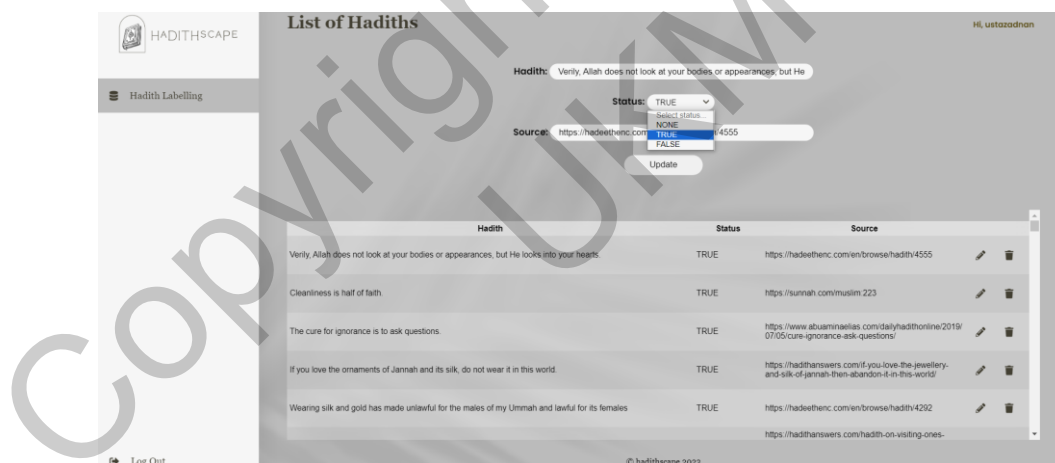 HADITHSCAPE
List of Hadiths
Hi, ustazadnan
Hadith Labelling
Hadith: Verily, Allah does not look at your bodies or appearances, but He
Status: TRUE
Select status...
NONE
TRUE
FALSE
Source: https://hadeethenc.com 4555
Update
Hadith Status Source
Verily, Allah does not look at your bodies or appearances, but He looks into your hearts. TRUE https://hadeethenc.com/en/browse/hadith/4555
Cleanliness is half of faith. TRUE https://sunnah.com/muslim:223
The cure for ignorance is to ask questions. TRUE https://www.abuaminaelias.com/dailyhadithonline/2019/
07/05/cure-ignorance-ask-questions/
If you love the ornaments of Jannah and its silk, do not wear it in this world. TRUE https://hadithanswers.com/if-you-love-the-jewellery-
and-silk-of-jannah-then-abandon-it-in-this-world/
Wearing silk and gold has made unlawful for the males of my Ummah and lawful for its females TRUE https://hadeethenc.com/en/browse/hadith/4292
https://hadithanswers.com/hadith-on-visiting-ones-
Log Out
© hadithscape 2023
Copyright
UKM